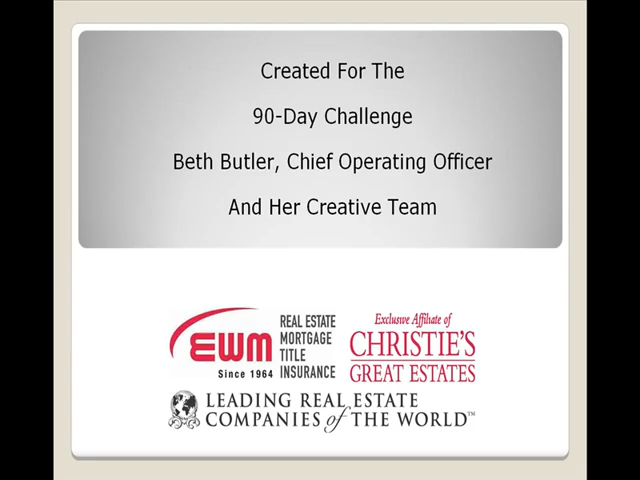 Created For The
90-Day Challenge
Beth Butler, Chief Operating Officer
And Her Creative Team
EWM
Since 1964
REAL ESTATE
MORTGAGE
TITLE
INSURANCE
Exclusive Affiliate of
CHRISTIE'S
GREAT ESTATES
LEADING REAL ESTATE
COMPANIES of THE WORLD™